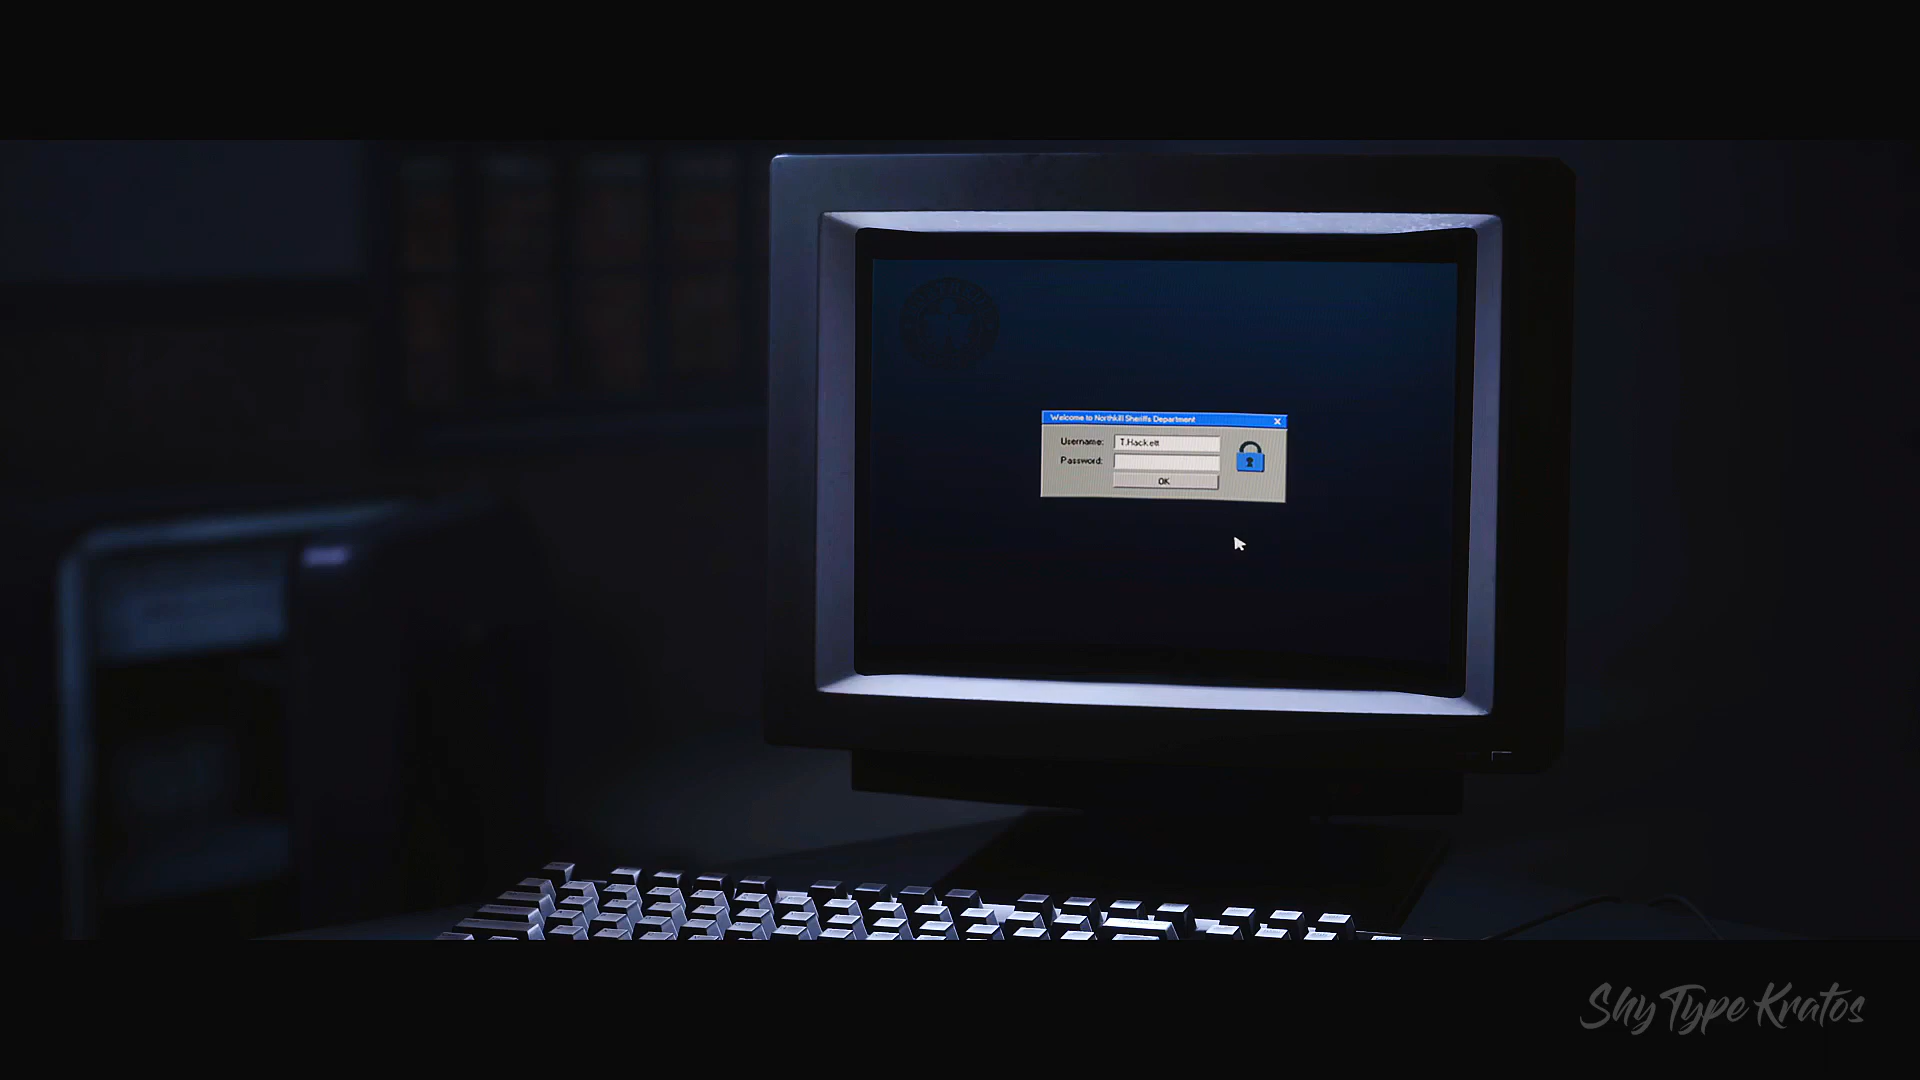 Welcome to Northkill Sheriffs Department
Username: T.Hackett
Password:
OK
Shy Type Kratos